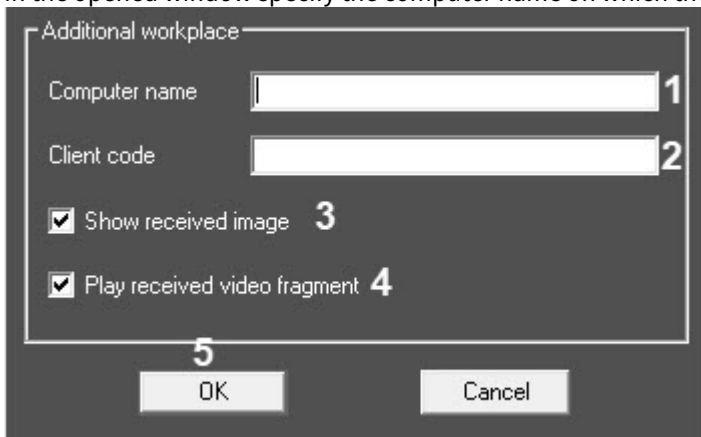 in the opened window specify the computer name on which
Additional workplace
Computer name 1
Client code 2
Show received image 3
Play received video fragment 4
5
OK Cancel